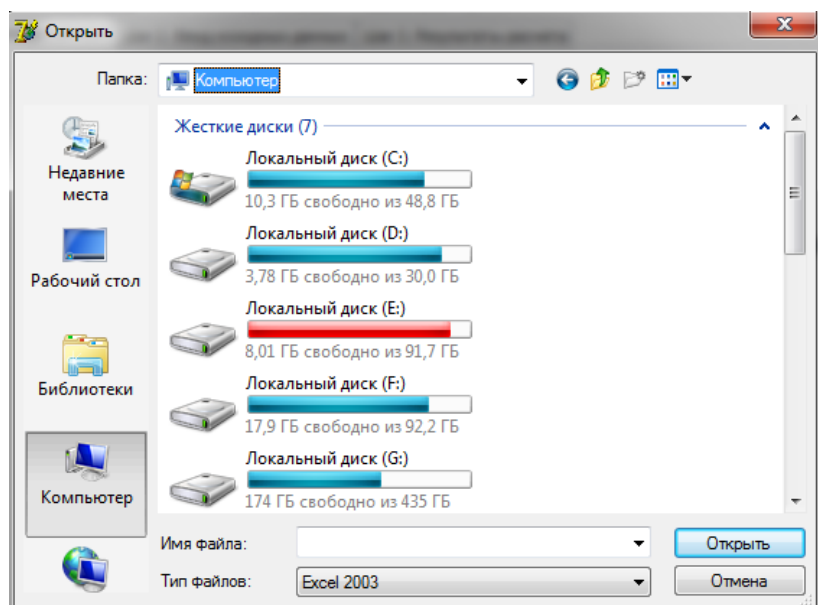 Открыть
Папка:
Компьютер
Недавние
места
Рабочий стол
Библиотеки
Компьютер
Жесткие диски (7)
Локальный диск (C:)
10,3 ГБ свободно из 48,8 ГБ
Локальный диск (D:)
3,78 ГБ свободно из 30,0 ГБ
Локальный диск (E:)
8,01 ГБ свободно из 91,7 ГБ
Локальный диск (F:)
17,9 ГБ свободно из 92,2 ГБ
Локальный диск (G:)
174 ГБ свободно из 435 ГБ
Имя файла:
Открыть
Тип файлов:
Excel 2003
Отмена